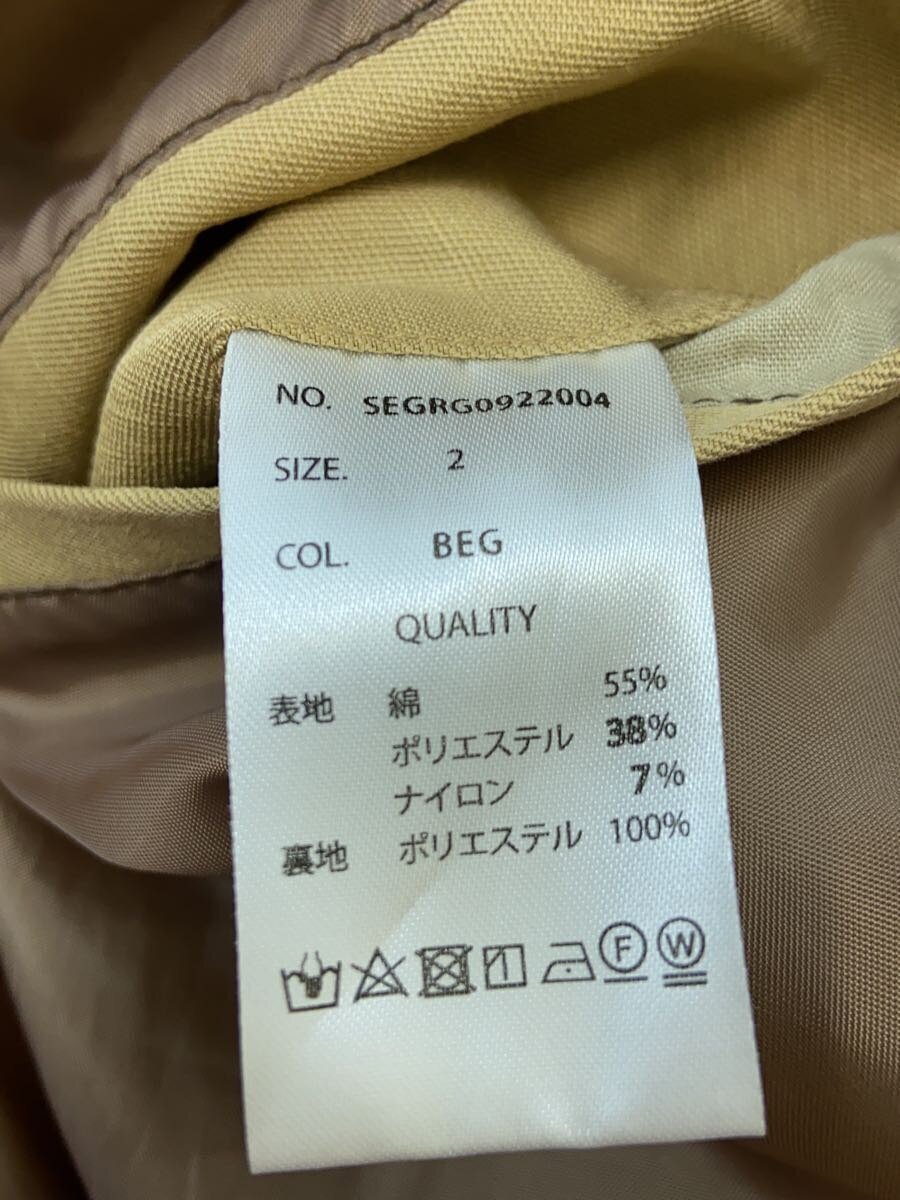 NO. SEGRG0922004
SIZE. 2
COL. BEG
QUALITY
表地 綿 55%
ポリエステル 38%
ナイロン 7%
裏地 ポリエステル 100%
F W